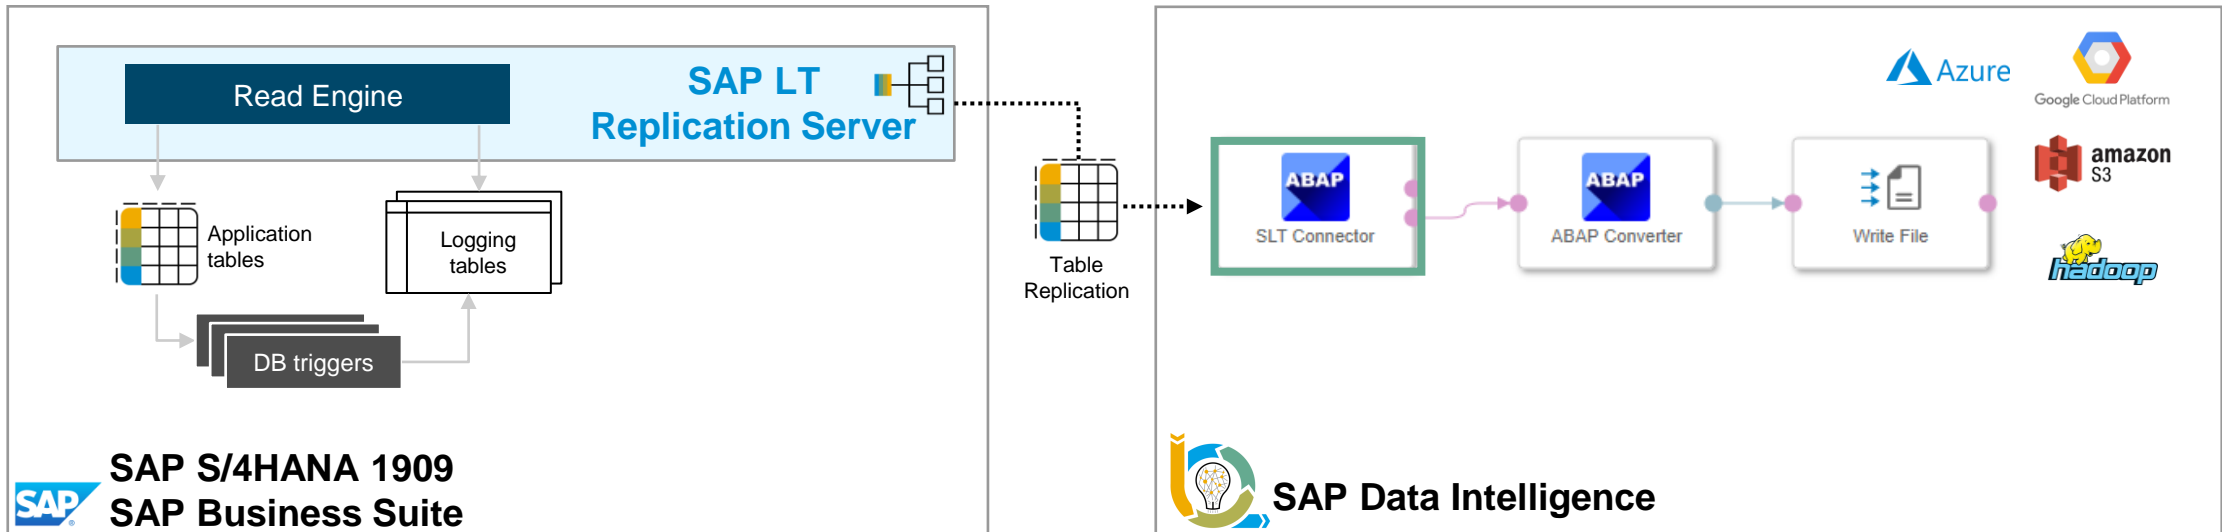 Read Engine
SAP LT
Replication Server
Application
tables
Logging
tables
DB triggers
SAP
SAP S/4HANA 1909
SAP Business Suite
Table
Replication
ABAP
SLT Connector
ABAP
ABAP Converter
Write File
Azure
Google Cloud Platform
amazon
S3
hadoop
SAP Data Intelligence